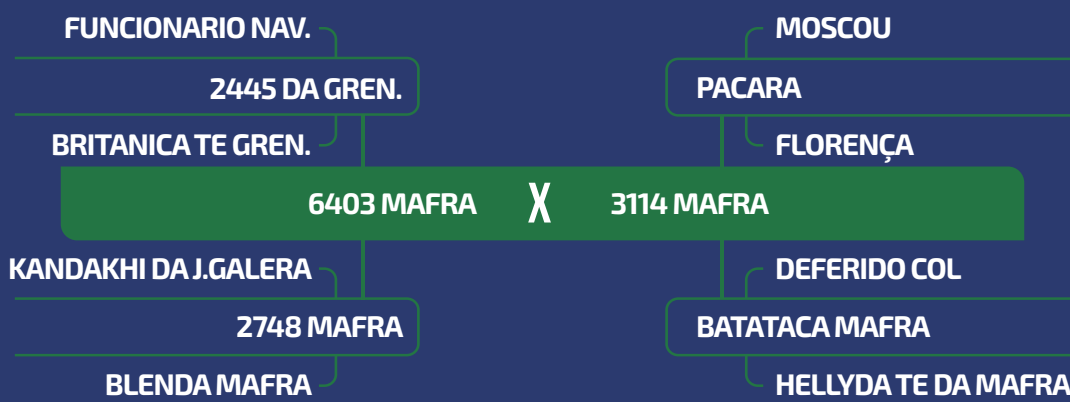 FUNCIONARIO NAV.
2445 DA GREN.
BRITANICA TE GREN.
MOSCOU
PACARA
FLORENÇA
6403 MAFRA X 3114 MAFRA
KANDAKHI DA J.GALERA
2748 MAFRA
BLENDA MAFRA
DEFERIDO COL
BATATACA MAFRA
HELLYDA TE DA MAFRA